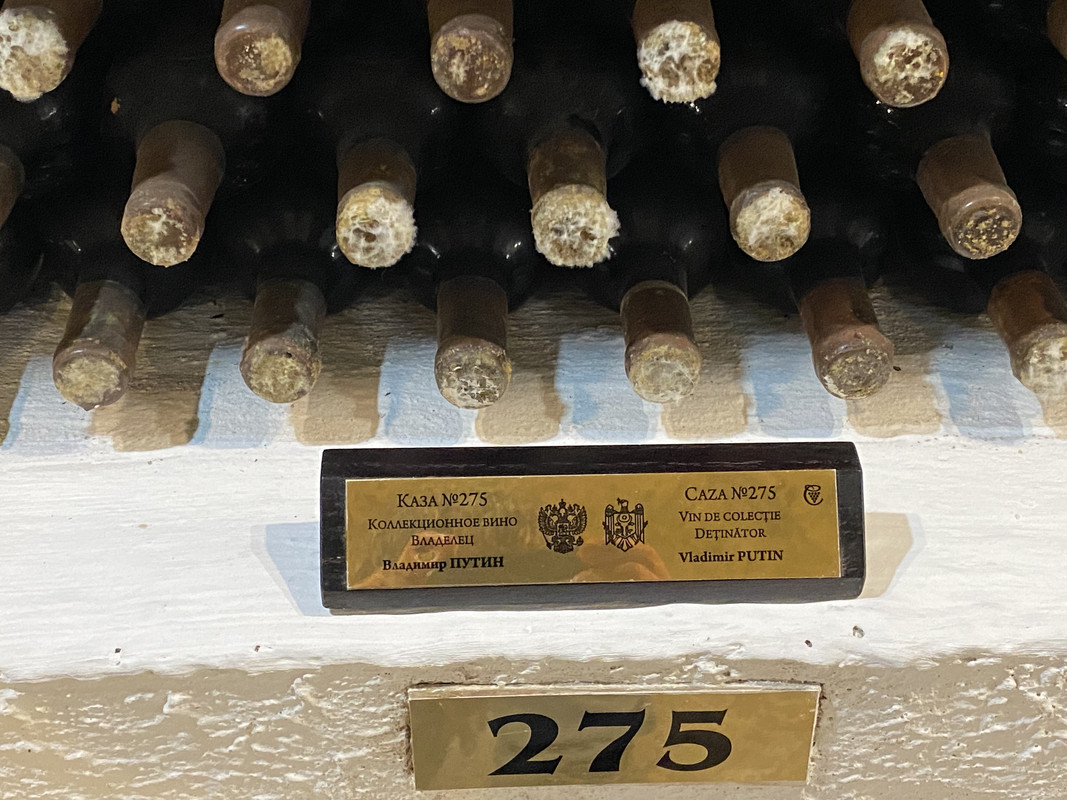 Каза №275
Коллекционное вино
Владелец
Владимир ПУТИН
Caza №275
Vin de colecție
Deținător
Vladimir PUTIN
275